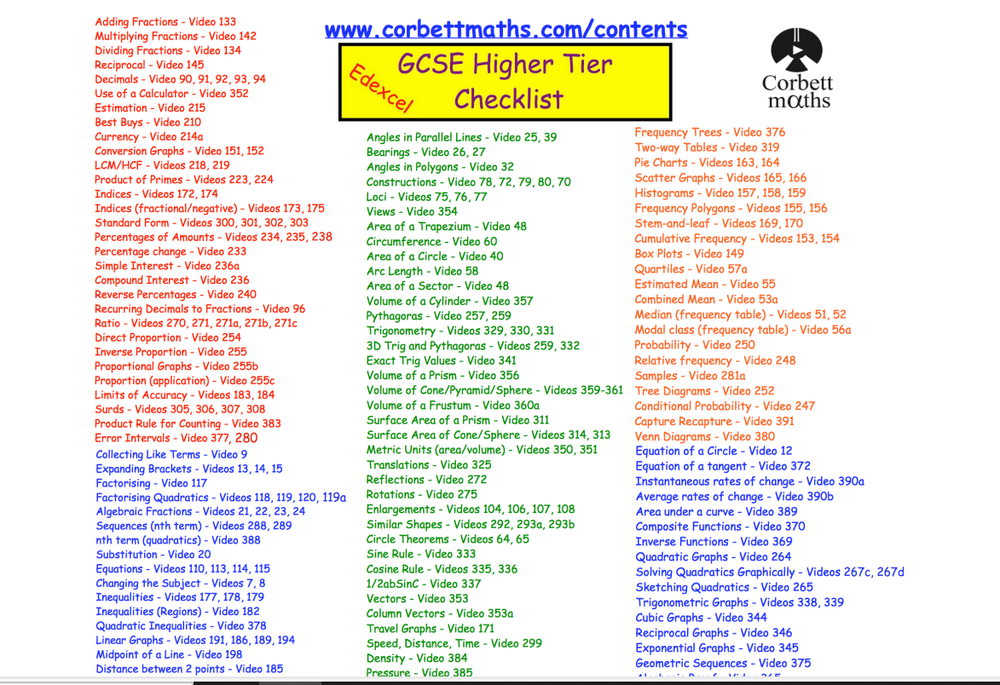 www.corbettmaths.com/contents
Edexcel
GCSE Higher Tier
Checklist
Corbett
mαths
Adding Fractions - Video 133
Multiplying Fractions - Video 142
Dividing Fractions - Video 134
Reciprocal - Video 145
Decimals - Video 90, 91, 92, 93, 94
Use of a Calculator - Video 352
Estimation - Video 215
Best Buys - Video 210
Currency - Video 214a
Conversion Graphs - Video 151, 152
LCM/HCF - Videos 218, 219
Product of Primes - Videos 223, 224
Indices - Videos 172, 174
Indices (fractional/negative) - Videos 173, 175
Standard Form - Videos 300, 301, 302, 303
Percentages of Amounts - Videos 234, 235, 238
Percentage change - Video 233
Simple Interest - Video 236a
Compound Interest - Video 236
Reverse Percentages - Video 240
Recurring Decimals to Fractions - Video 96
Ratio - Videos 270, 271, 271a, 271b, 271c
Direct Proportion - Video 254
Inverse Proportion - Video 255
Proportional Graphs - Video 255b
Proportion (application) - Video 255c
Limits of Accuracy - Videos 183, 184
Surds - Videos 305, 306, 307, 308
Product Rule for Counting - Video 383
Error Intervals - Video 377, 280
Collecting Like Terms - Video 9
Expanding Brackets - Videos 13, 14, 15
Factorising - Video 117
Factorising Quadratics - Videos 118, 119, 120, 119a
Algebraic Fractions - Videos 21, 22, 23, 24
Sequences (nth term) - Videos 288, 289
nth term (quadratics) - Video 388
Substitution - Video 20
Equations - Videos 110, 113, 114, 115
Changing the Subject - Videos 7, 8
Inequalities - Videos 177, 178, 179
Inequalities (Regions) - Video 182
Quadratic Inequalities - Video 378
Linear Graphs - Videos 191, 186, 189, 194
Midpoint of a Line - Video 198
Distance between 2 points - Video 185
Angles in Parallel Lines - Video 25, 39
Bearings - Video 26, 27
Angles in Polygons - Video 32
Constructions - Video 78, 72, 79, 80, 70
Loci - Videos 75, 76, 77
Views - Video 354
Area of a Trapezium - Video 48
Circumference - Video 60
Area of a Circle - Video 40
Arc Length - Video 58
Area of a Sector - Video 48
Volume of a Cylinder - Video 357
Pythagoras - Video 257, 259
Trigonometry - Videos 329, 330, 331
3D Trig and Pythagoras - Videos 259, 332
Exact Trig Values - Video 341
Volume of a Prism - Video 356
Volume of Cone/Pyramid/Sphere - Videos 359-361
Volume of a Frustum - Video 360a
Surface Area of a Prism - Video 311
Surface Area of Cone/Sphere - Videos 314, 313
Metric Units (area/volume) - Videos 350, 351
Translations - Video 325
Reflections - Video 272
Rotations - Video 275
Enlargements - Videos 104, 106, 107, 108
Similar Shapes - Videos 292, 293a, 293b
Circle Theorems - Videos 64, 65
Sine Rule - Video 333
Cosine Rule - Videos 335, 336
1/2abSinC - Video 337
Vectors - Video 353
Column Vectors - Video 353a
Travel Graphs - Video 171
Speed, Distance, Time - Video 299
Density - Video 384
Pressure - Video 385
Frequency Trees - Video 376
Two-way Tables - Video 319
Pie Charts - Videos 163, 164
Scatter Graphs - Videos 165, 166
Histograms - Video 157, 158, 159
Frequency Polygons - Videos 155, 156
Stem-and-leaf - Videos 169, 170
Cumulative Frequency - Videos 153, 154
Box Plots - Video 149
Quartiles - Video 57a
Estimated Mean - Video 55
Combined Mean - Video 53a
Median (frequency table) - Videos 51, 52
Modal class (frequency table) - Video 56a
Probability - Video 250
Relative frequency - Video 248
Samples - Video 281a
Tree Diagrams - Video 252
Conditional Probability - Video 247
Capture Recapture - Video 391
Venn Diagrams - Video 380
Equation of a Circle - Video 12
Equation of a tangent - Video 372
Instantaneous rates of change - Video 390a
Average rates of change - Video 390b
Area under a curve - Video 389
Composite Functions - Video 370
Inverse Functions - Video 369
Quadratic Graphs - Video 264
Solving Quadratics Graphically - Videos 267c, 267d
Sketching Quadratics - Video 265
Trigonometric Graphs - Videos 338, 339
Cubic Graphs - Video 344
Reciprocal Graphs - Video 346
Exponential Graphs - Video 345
Geometric Sequences - Video 375
Algebraic Proof - Video 365